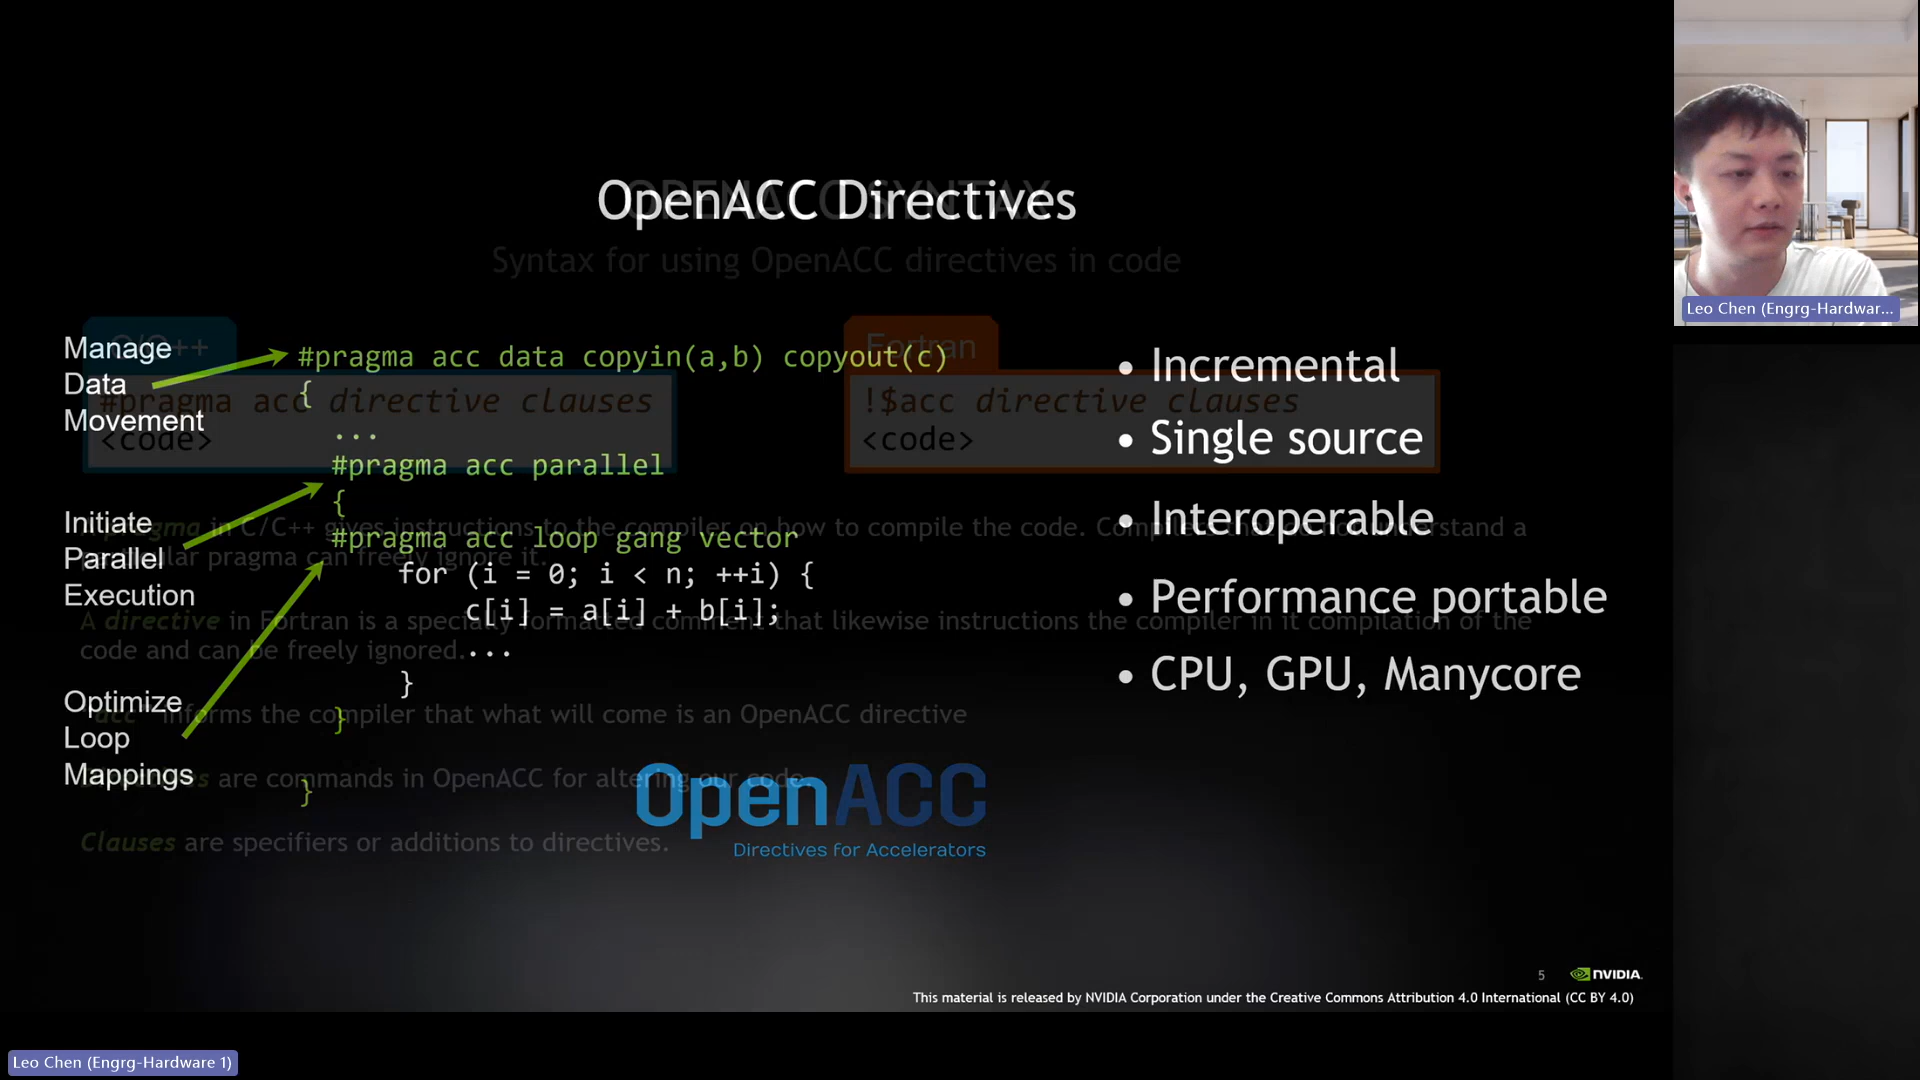 OpenACC Directives
OPENACC SYNTAX
Syntax for using OpenACC directives in code
Manage
Data
Movement
C/C++
#pragma acc directive clauses
<code>
Fortran
!$acc directive clauses
<code>
#pragma acc data copyin(a,b) copyout(c)
{
...
#pragma acc parallel
{
#pragma acc loop gang vector
for (i = 0; i < n; ++i) {
c[i] = a[i] + b[i];
...
}
}
}
Initiate
Parallel
Execution
Optimize
Loop
Mappings
• Incremental
• Single source
• Interoperable
• Performance portable
• CPU, GPU, Manycore
pragma in C/C++ gives instructions to the compiler on how to compile the code. Compilers that do not understand a
particular pragma can freely ignore it.
A directive in Fortran is a specially formatted comment that likewise instructions the compiler in it compilation of the
code and can be freely ignored.
"acc" informs the compiler that what will come is an OpenACC directive
are commands in OpenACC for altering our code.
Clauses are specifiers or additions to directives.
OpenACC
Directives for Accelerators
5 NVIDIA.
This material is released by NVIDIA Corporation under the Creative Commons Attribution 4.0 International (CC BY 4.0)
Leo Chen (Engrg-Hardwar...
Leo Chen (Engrg-Hardware 1)